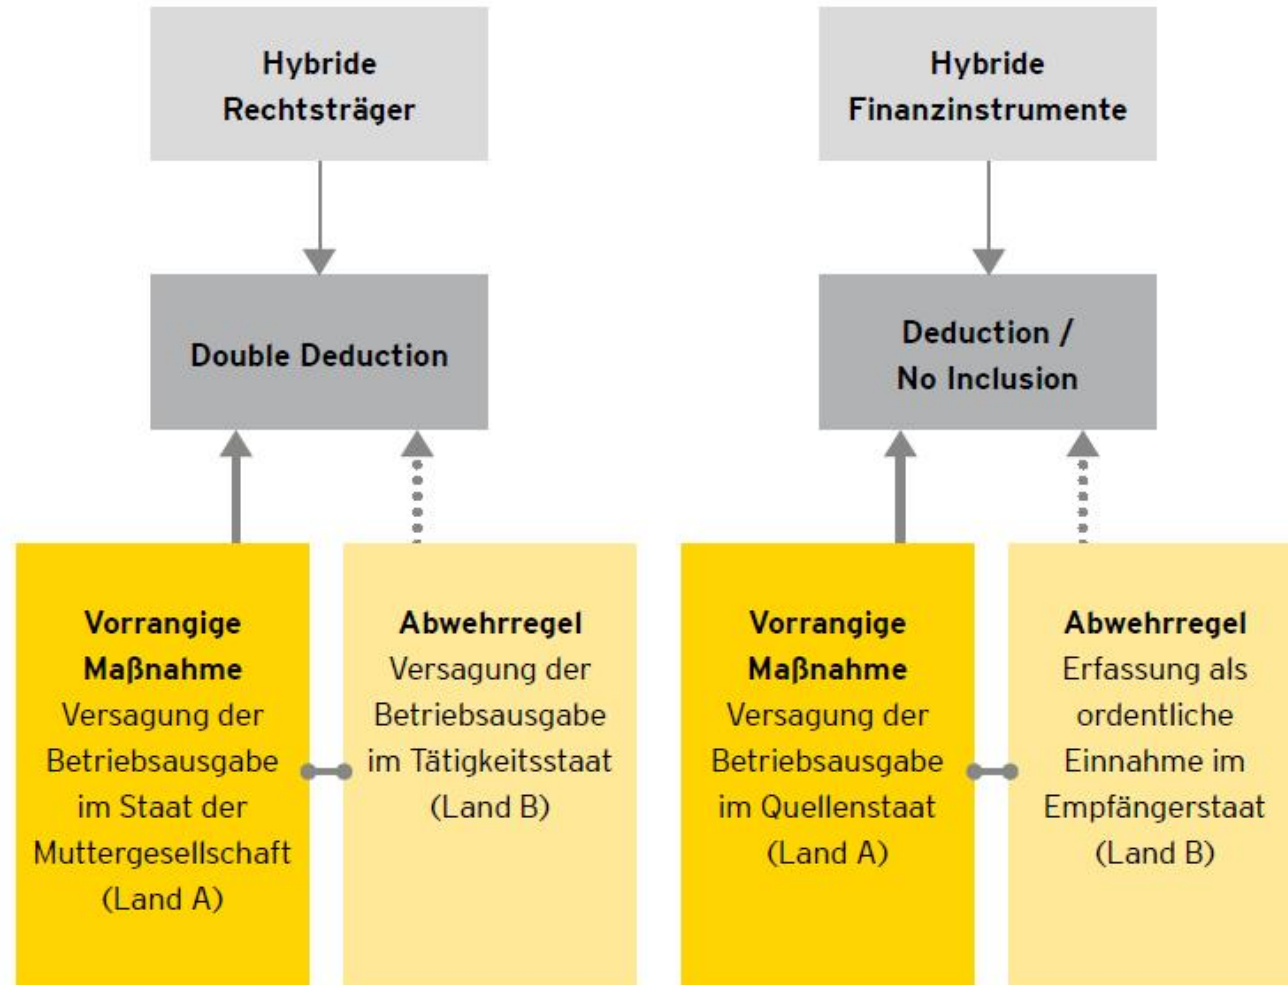 Hybride
Rechtsträger
Hybride
Finanzinstrumente
Double Deduction
Deduction /
No Inclusion
Vorrangige
Maßnahme
Versagung der
Betriebsausgabe
im Staat der
Muttergesellschaft
(Land A)
Abwehrregel
Versagung der
Betriebsausgabe
im Tätigkeitsstaat
(Land B)
Vorrangige
Maßnahme
Versagung der
Betriebsausgabe
im Quellenstaat
(Land A)
Abwehrregel
Erfassung als
ordentliche
Einnahme im
Empfängerstaat
(Land B)